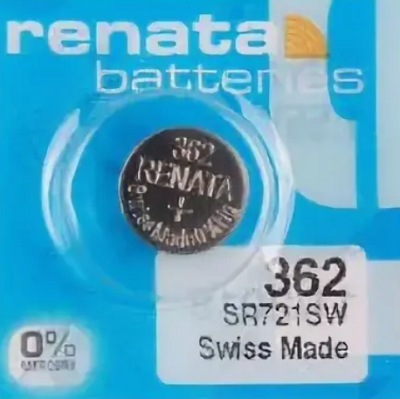 renata
batteries
362
RENATA
+
362
SR721SW
Swiss Made
0%